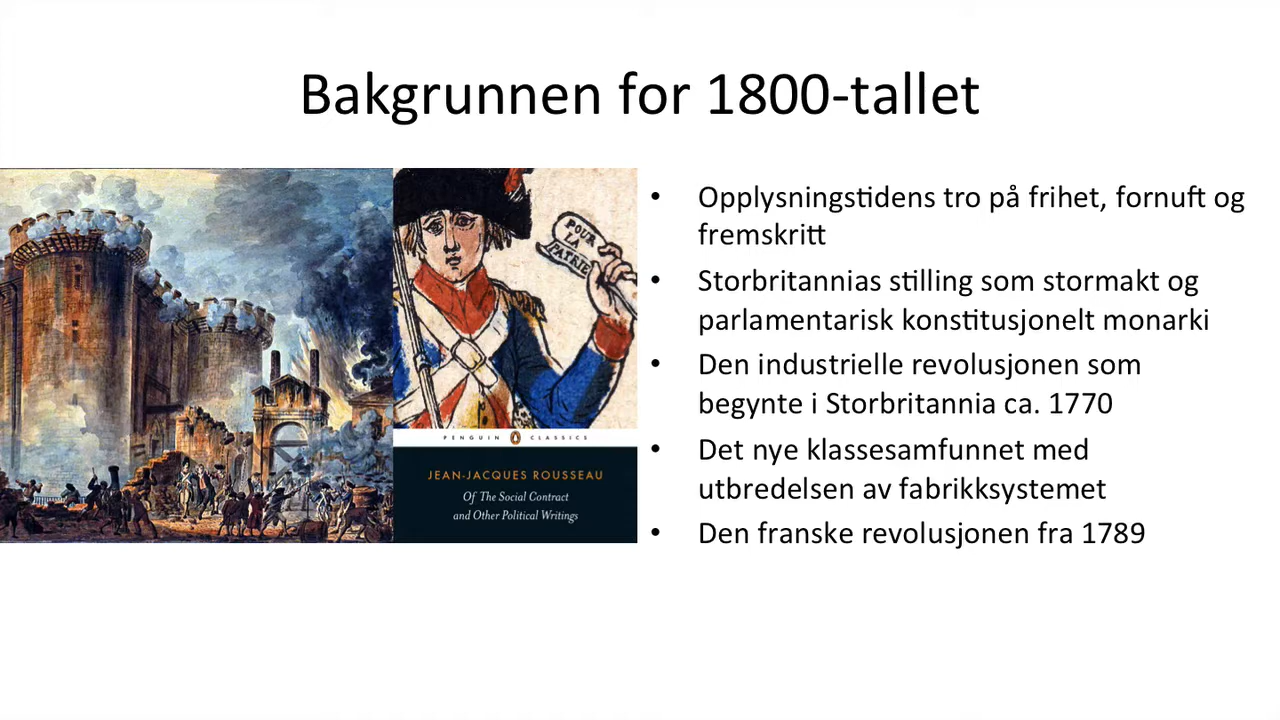 Bakgrunnen for 1800-tallet
POUR
LA
PATRIE
PENGUIN CLASSICS
JEAN-JACQUES ROUSSEAU
Of The Social Contract
and Other Political Writings
• Opplysningstidens tro på frihet, fornuft og
fremskritt
• Storbritannias stilling som stormakt og
parlamentarisk konstitusjonelt monarki
• Den industrielle revolusjonen som
begynte i Storbritannia ca. 1770
• Det nye klassesamfunnet med
utbredelsen av fabrikksystemet
• Den franske revolusjonen fra 1789